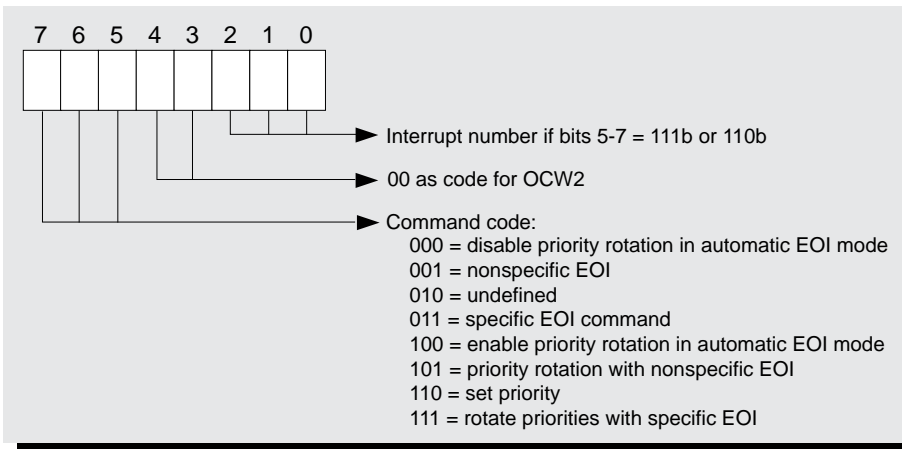 7 6 5 4 3 2 1 0
Interrupt number if bits 5-7 = 111b or 110b
00 as code for OCW2
Command code:
000 = disable priority rotation in automatic EOI mode
001 = nonspecific EOI
010 = undefined
011 = specific EOI command
100 = enable priority rotation in automatic EOI mode
101 = priority rotation with nonspecific EOI
110 = set priority
111 = rotate priorities with specific EOI